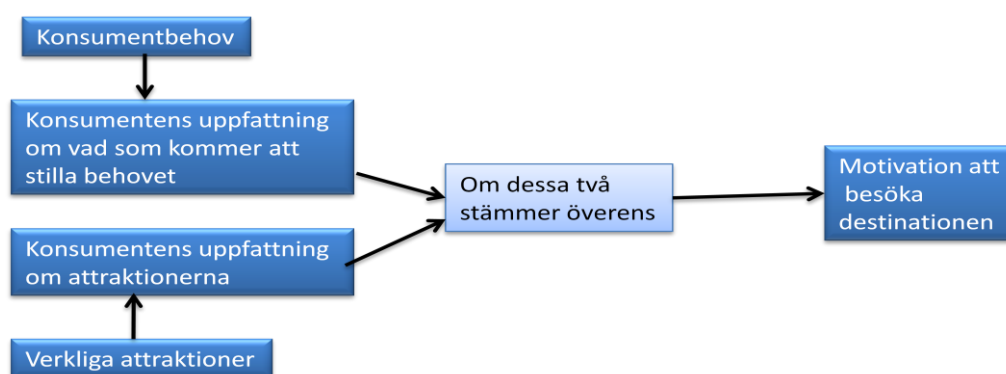 Konsumentbehov
Konsumentens uppfattning
om vad som kommer att
stilla behovet
Konsumentens uppfattning
om attraktionerna
Verkliga attraktioner
Om dessa två
stämmer överens
Motivation att
besöka
destinationen